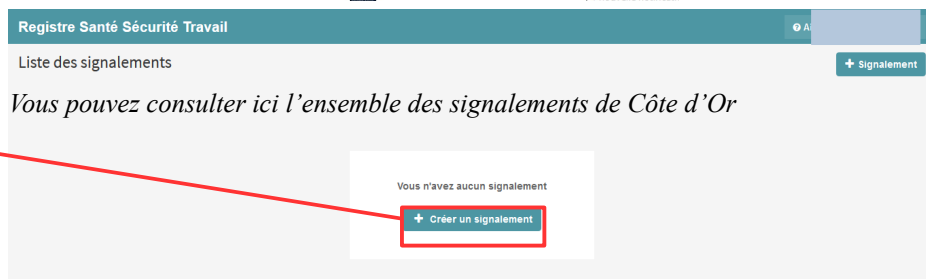 Registre Santé Sécurité Travail
Liste des signalements
+ Signalement
Vous pouvez consulter ici l’ensemble des signalements de Côte d’Or
Vous n'avez aucun signalement
+ Créer un signalement